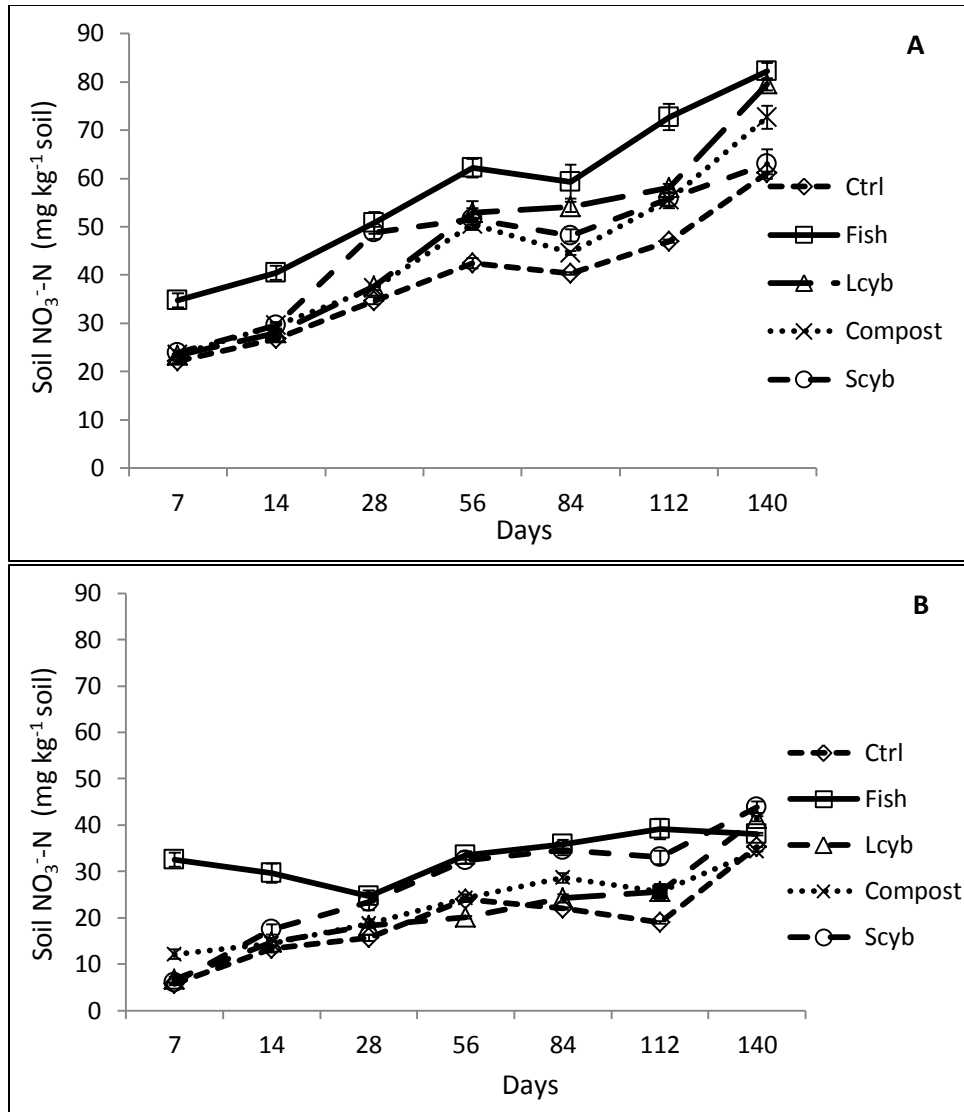 A
90
80
70
60
50
40
30
20
10
0
Soil NO₃⁻-N (mg kg⁻¹ soil)
7 14 28 56 84 112 140
Days
Ctrl
Fish
Lcyb
Compost
Scyb
B
90
80
70
60
50
40
30
20
10
0
Soil NO₃⁻-N (mg kg⁻¹ soil)
7 14 28 56 84 112 140
Days
Ctrl
Fish
Lcyb
Compost
Scyb